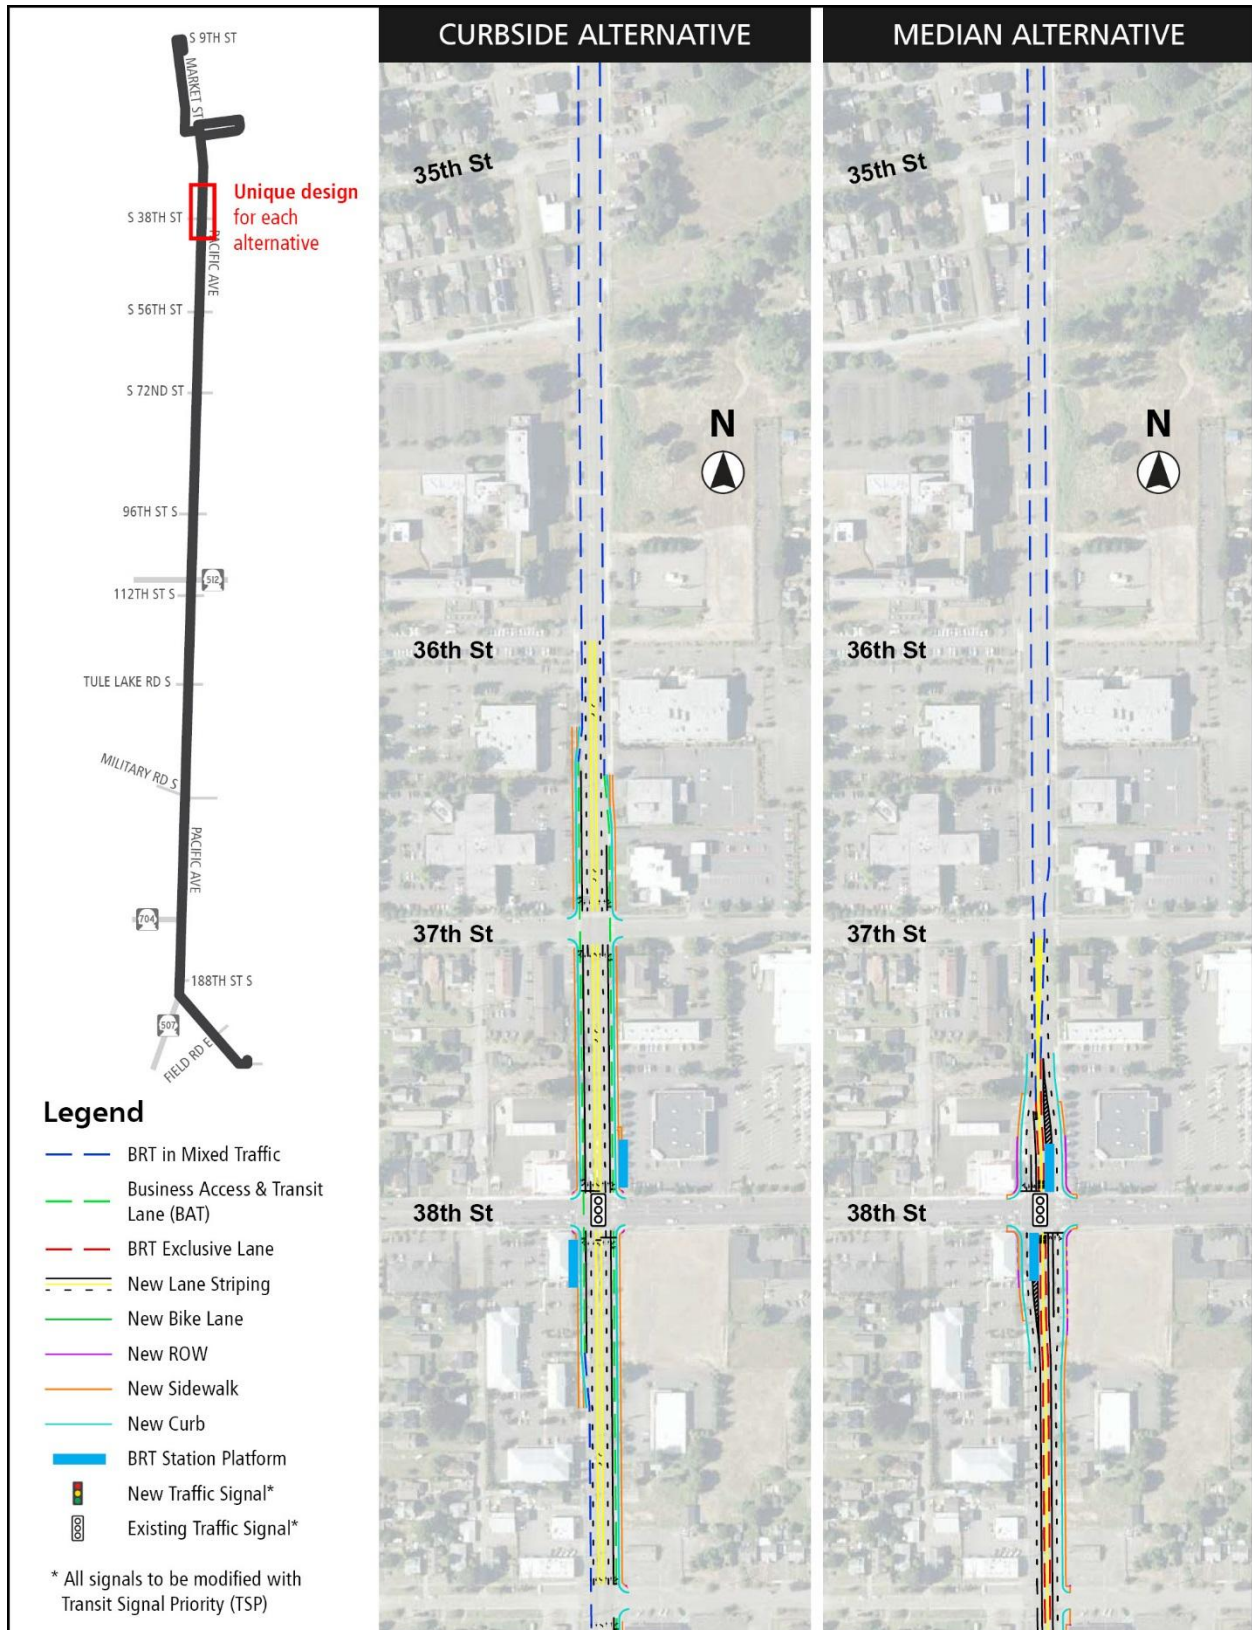 S 9TH ST
MARKET ST
S 38TH ST
PACIFIC AVE
Unique design
for each
alternative
S 56TH ST
S 72ND ST
96TH ST S
512
112TH ST S
TULE LAKE RD S
MILITARY RD S
PACIFIC AVE
704
188TH ST S
507
FIELD RD E
Legend
BRT in Mixed Traffic
Business Access & Transit
Lane (BAT)
BRT Exclusive Lane
New Lane Striping
New Bike Lane
New ROW
New Sidewalk
New Curb
BRT Station Platform
New Traffic Signal*
Existing Traffic Signal*
* All signals to be modified with
Transit Signal Priority (TSP)
CURBSIDE ALTERNATIVE
35th St
N
36th St
37th St
38th St
MEDIAN ALTERNATIVE
35th St
N
36th St
37th St
38th St